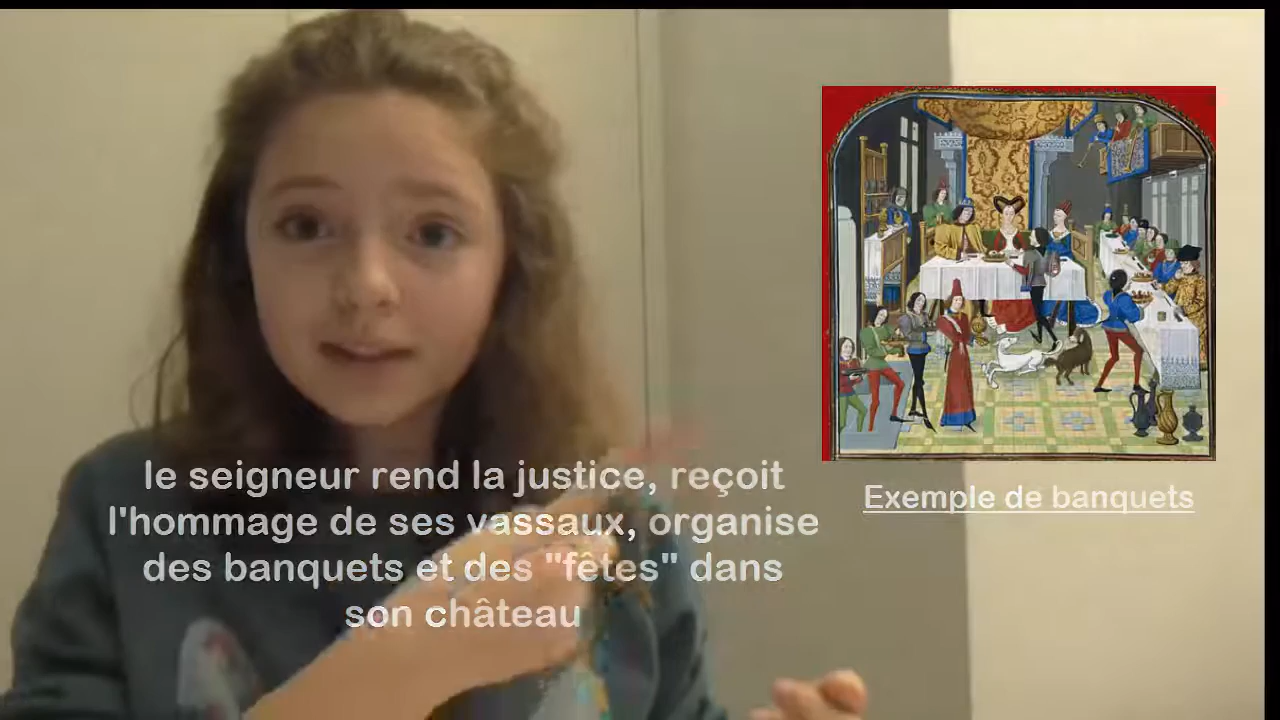 le seigneur rend la justice, reçoit
l'hommage de ses vassaux, organise
des banquets et des "fêtes" dans
son château
Exemple de banquets